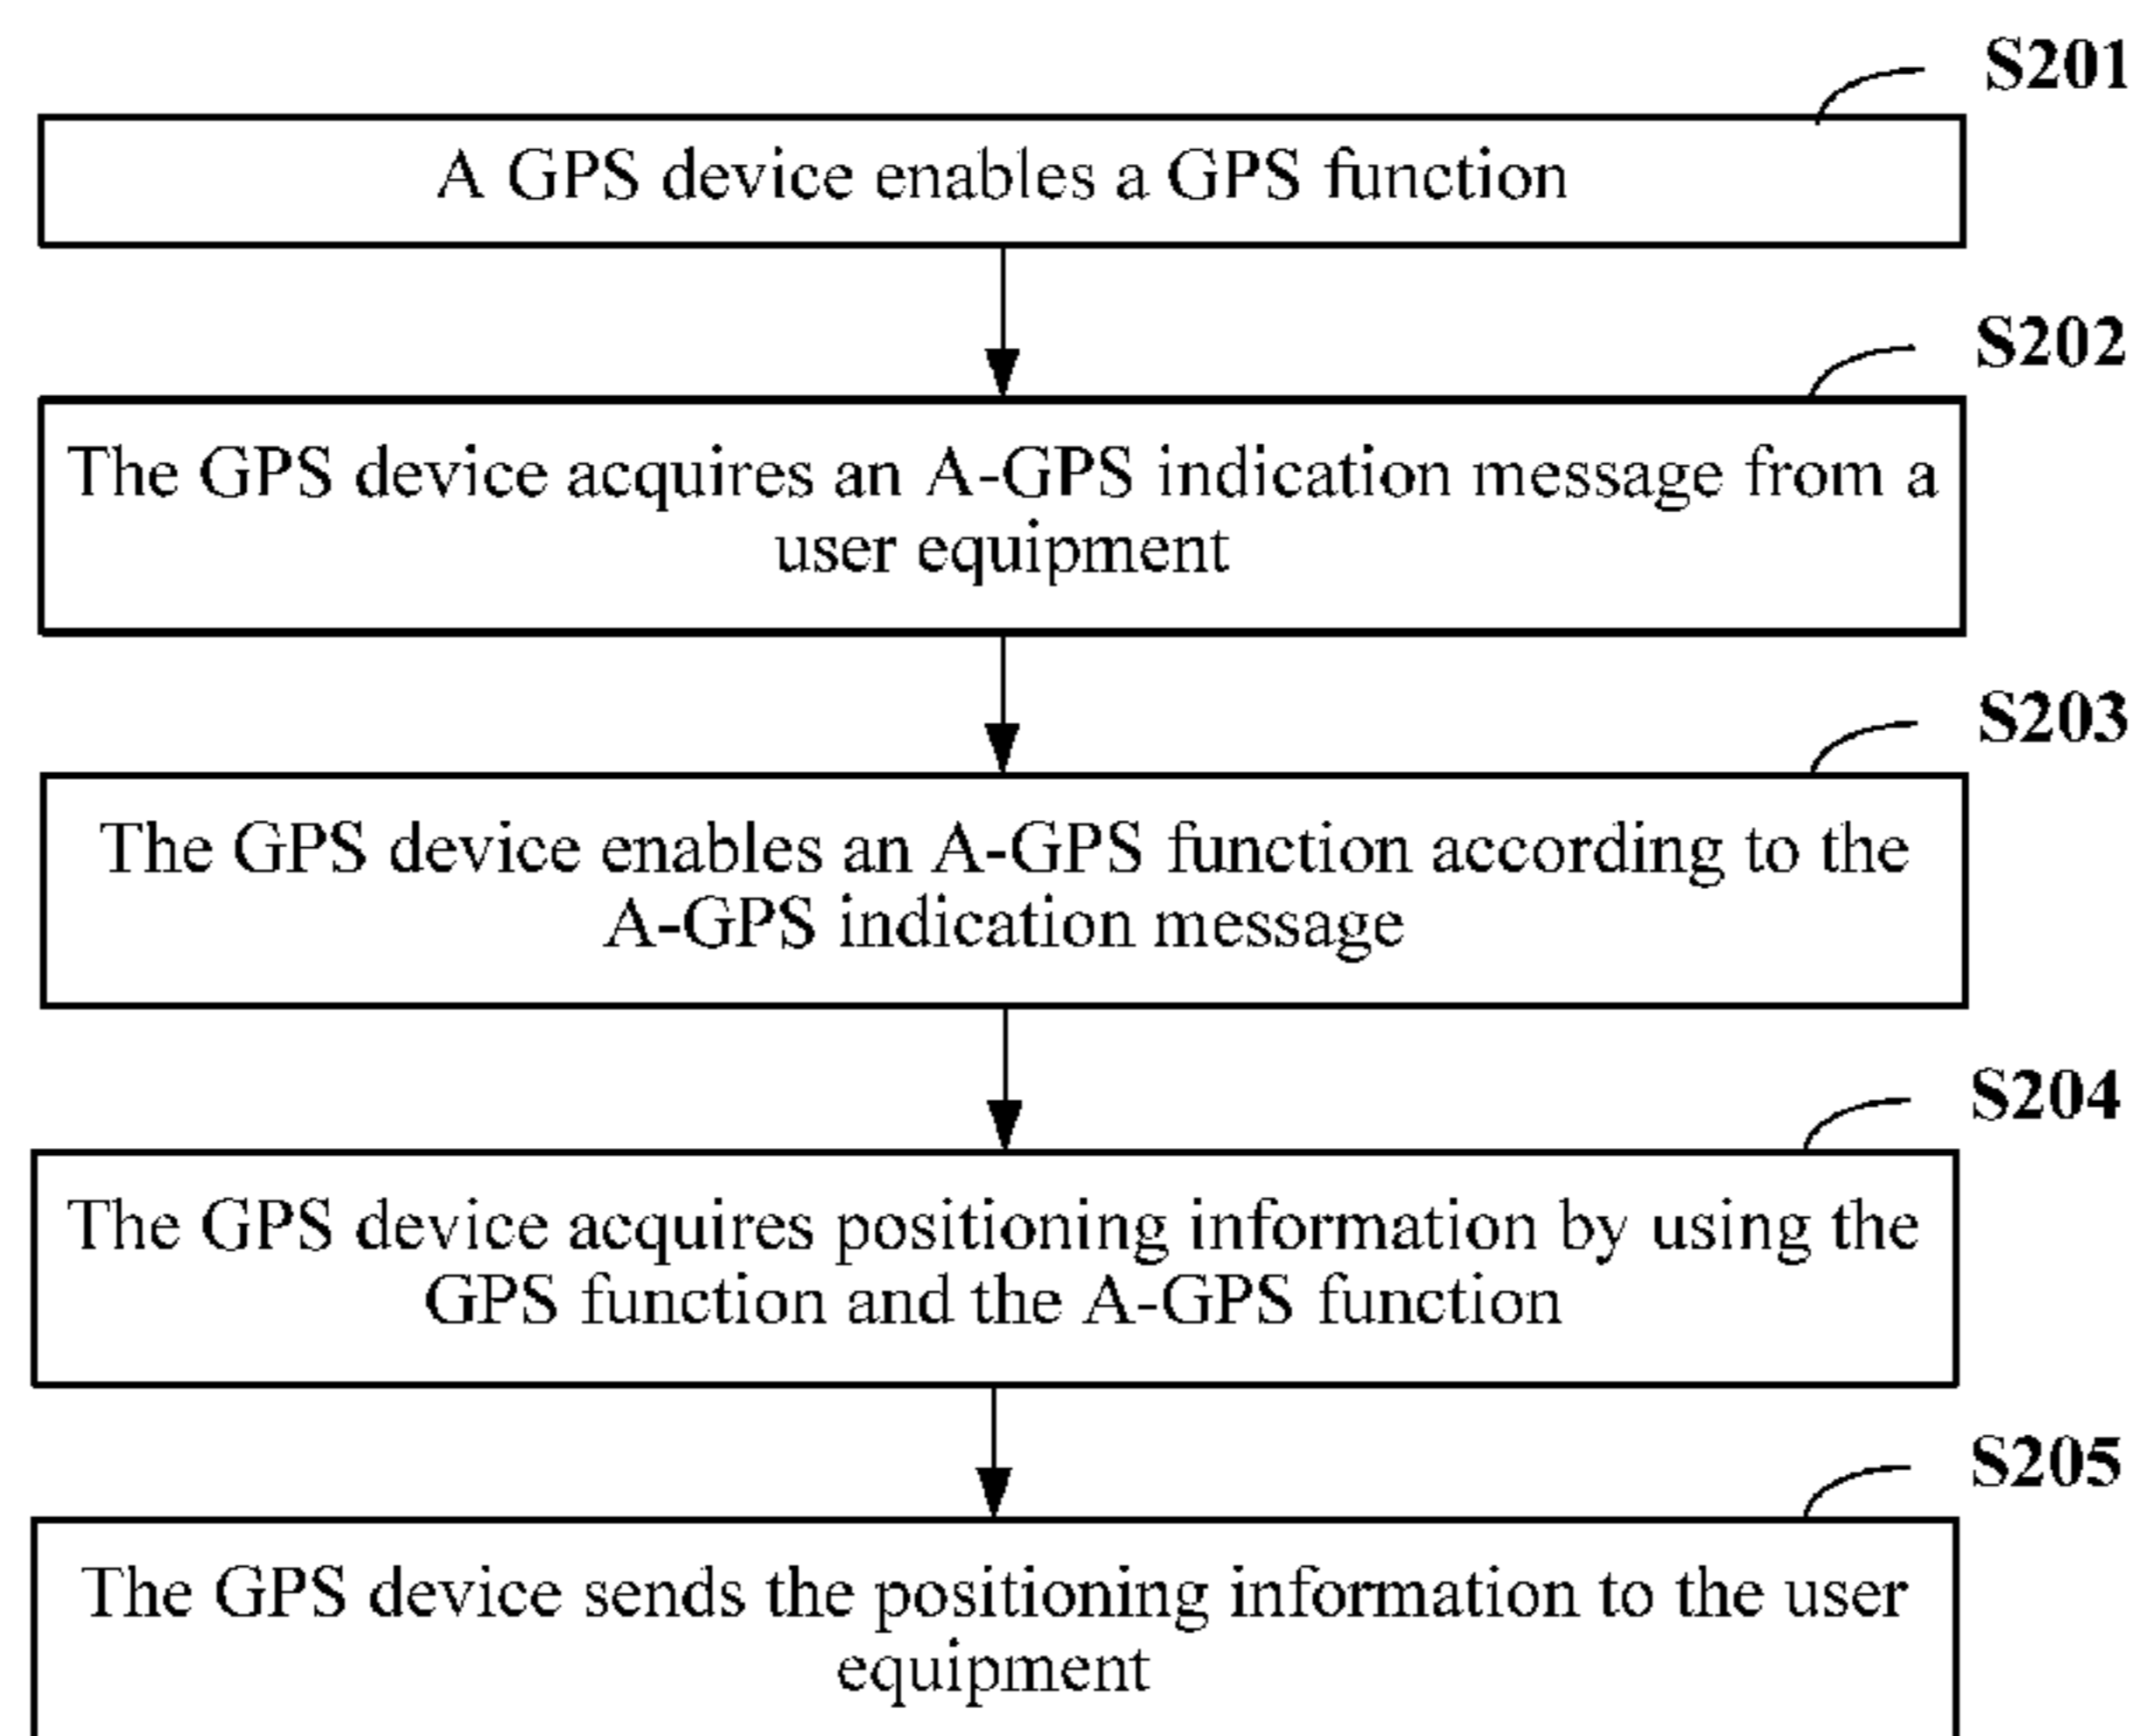 S201
A GPS device enables a GPS function
S202
The GPS device acquires an A-GPS indication message from a
user equipment
S203
The GPS device enables an A-GPS function according to the
A-GPS indication message
S204
The GPS device acquires positioning information by using the
GPS function and the A-GPS function
S205
The GPS device sends the positioning information to the user
equipment